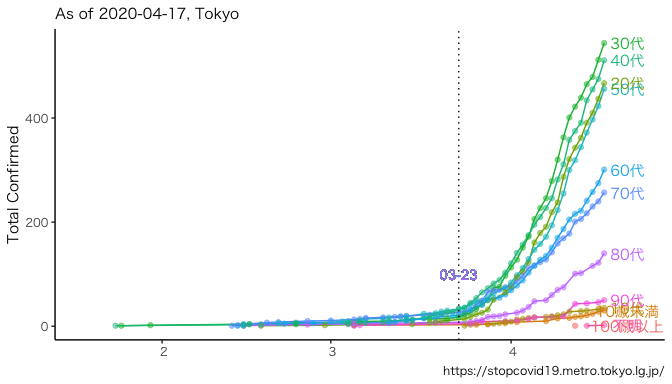 As of 2020-04-17, Tokyo
Total Confirmed
400
200
0
30代
40代
20代
50代
60代
70代
03-23
80代
90代
2
3
4
https://stopcovid19.metro.tokyo.lg.jp/